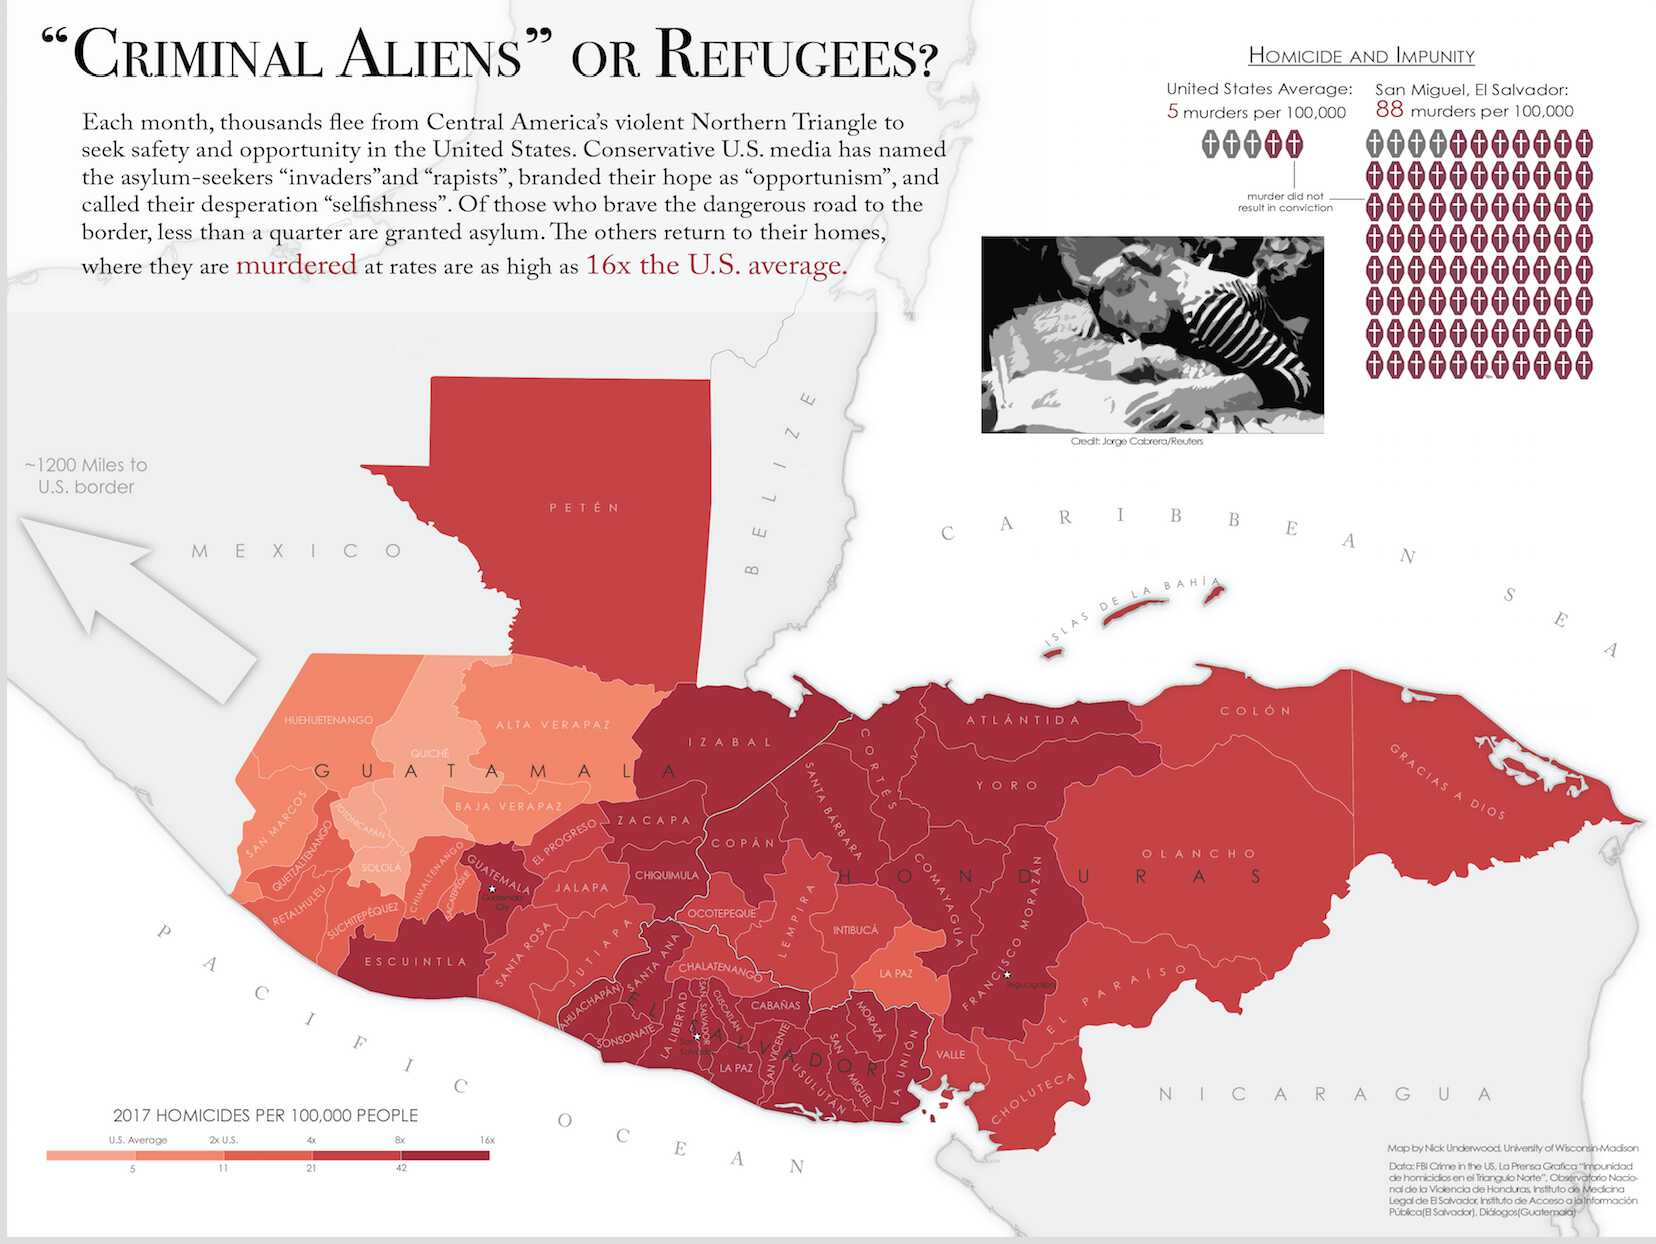 “CRIMINAL ALIENS” OR REFUGEES?
Each month, thousands flee from Central America’s violent Northern Triangle to
seek safety and opportunity in the United States. Conservative U.S. media has named
the asylum-seekers “invaders”and “rapists”, branded their hope as “opportunism”, and
called their desperation “selfishness”. Of those who brave the dangerous road to the
border, less than a quarter are granted asylum. The others return to their homes,
where they are murdered at rates are as high as 16x the U.S. average.
HOMICIDE AND IMPUNITY
United States Average:
5 murders per 100,000
San Miguel, El Salvador:
88 murders per 100,000
murder did not
result in conviction
Credit: Jorge Cabrera/Reuters
~1200 Miles to
U.S. border
MEXICO
BELIZE
CARIBBEAN SEA
ISLAS DE LA BAHÍA
PETÉN
HUEHUETENANGO
QUICHÉ
ALTA VERAPAZ
IZABAL
GUATAMALA
BAJA VERAPAZ
SAN MARCOS
TOTONICAPÁN
QUETZALTENANGO
SOLOLÁ
CHIMALTENANGO
GUATEMALA
Guatemala
City
EL PROGRESO
ZACAPA
JALAPA
CHIQUIMULA
RETALHULEU
SUCHITEPÉQUEZ
ESCUINTLA
SANTA ROSA
JUTIAPA
CORTÉS
ATLÁNTIDA
COLÓN
GRACIAS A DIOS
YORO
SANTA BÁRBARA
COPÁN
OLANCHO
HONDURAS
COMAYAGUA
FRANCISCO MORAZÁN
Tegucigalpa
OCOTEPEQUE
LEMPIRA
INTIBUCÁ
LA PAZ
EL PARAÍSO
VALLE
CHOLUTECA
SANTA ANA
CHALATENANGO
AHUACHAPÁN
SONSONATE
LA LIBERTAD
SAN SALVADOR
San
Salvador
CUSCATLÁN
CABAÑAS
EL SALVADOR
LA PAZ
SAN VICENTE
USULUTÁN
SAN MIGUEL
MORAZÁ
LA UNIÓN
NICARAGUA
PACIFIC OCEAN
2017 HOMICIDES PER 100,000 PEOPLE
U.S. Average 2x U.S. 4x 8x 16x
5 11 21 42
Map by Nick Underwood, University of Wisconsin-Madison
Data: FBI Crime in the US, La Prensa Grafica “Impunidad
de homicidios en el Triangulo Norte”, Observatorio Nacio-
nal de la Violencia de Honduras, Instituto de Medicina
Legal de El Salvador, Instituto de Acceso a la Información
Pública(El Salvador), Diálogos(Guatemala)